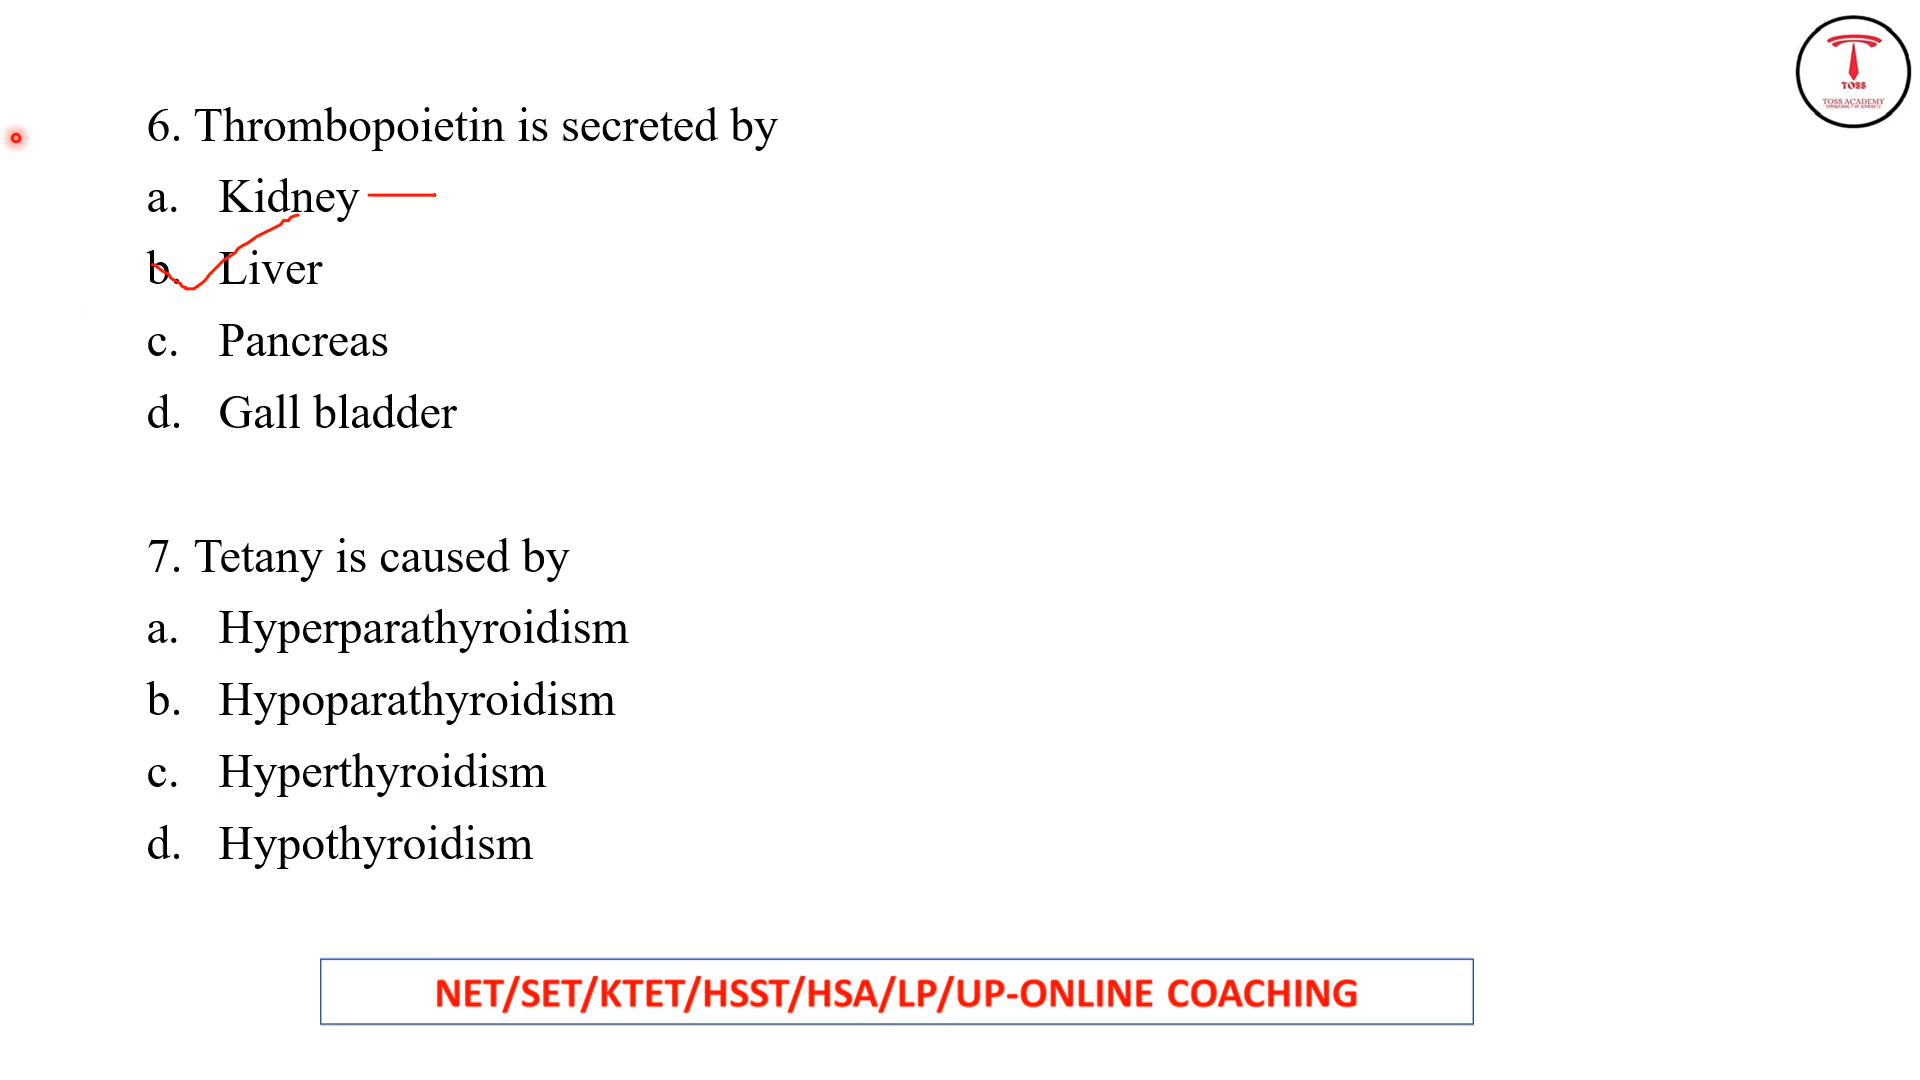 TOSS
TOSS ACADEMY
6. Thrombopoietin is secreted by
a. Kidney
b. Liver
c. Pancreas
d. Gall bladder
7. Tetany is caused by
a. Hyperparathyroidism
b. Hypoparathyroidism
c. Hyperthyroidism
d. Hypothyroidism
NET/SET/KTET/HSST/HSA/LP/UP-ONLINE COACHING